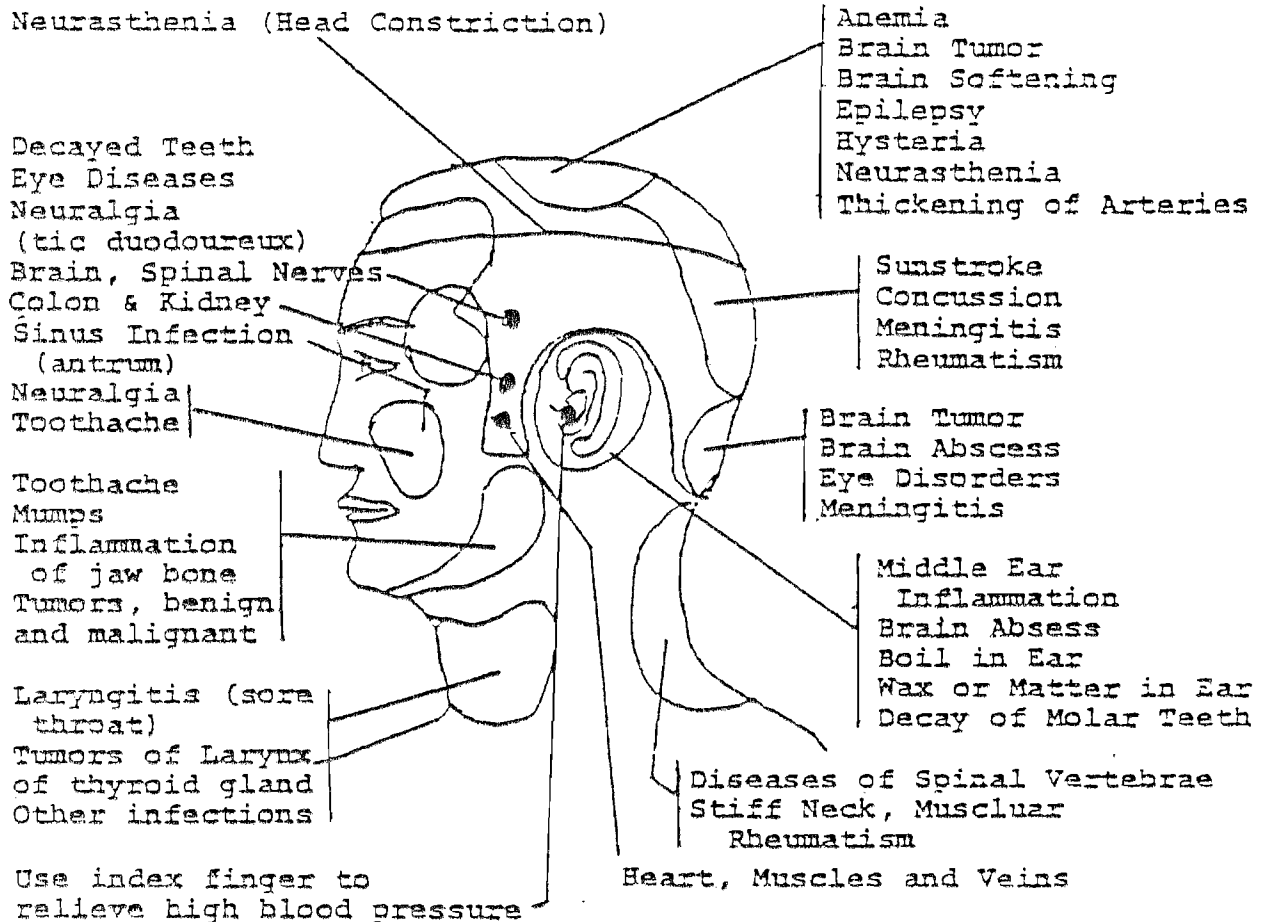 Neurasthenia (Head Constriction)
Anemia
Brain Tumor
Brain Softening
Epilepsy
Hysteria
Neurasthenia
Thickening of Arteries
Decayed Teeth
Eye Diseases
Neuralgia
(tic duodoureux)
Brain, Spinal Nerves
Colon & Kidney
Sinus Infection
(antrum)
Neuralgia
Toothache
Sunstroke
Concussion
Meningitis
Rheumatism
Brain Tumor
Brain Abscess
Eye Disorders
Meningitis
Toothache
Mumps
Inflammation
of jaw bone
Tumors, benign
and malignant
Middle Ear
Inflammation
Brain Absess
Boil in Ear
Wax or Matter in Ear
Decay of Molar Teeth
Laryngitis (sore
throat)
Tumors of Larynx
of thyroid gland
Other infections
Diseases of Spinal Vertebrae
Stiff Neck, Muscluar
Rheumatism
Heart, Muscles and Veins
Use index finger to
relieve high blood pressure